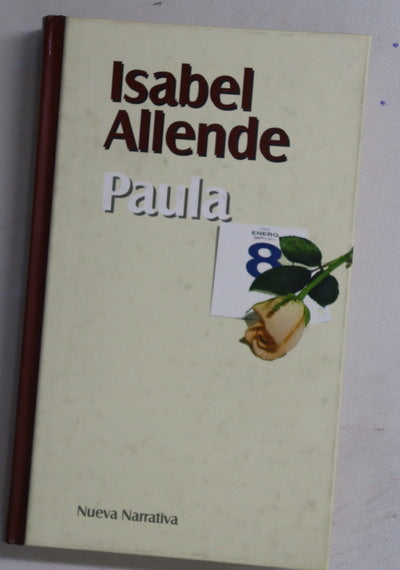 Isabel
Allende
Paula
ENERO
8
Nueva Narrativa